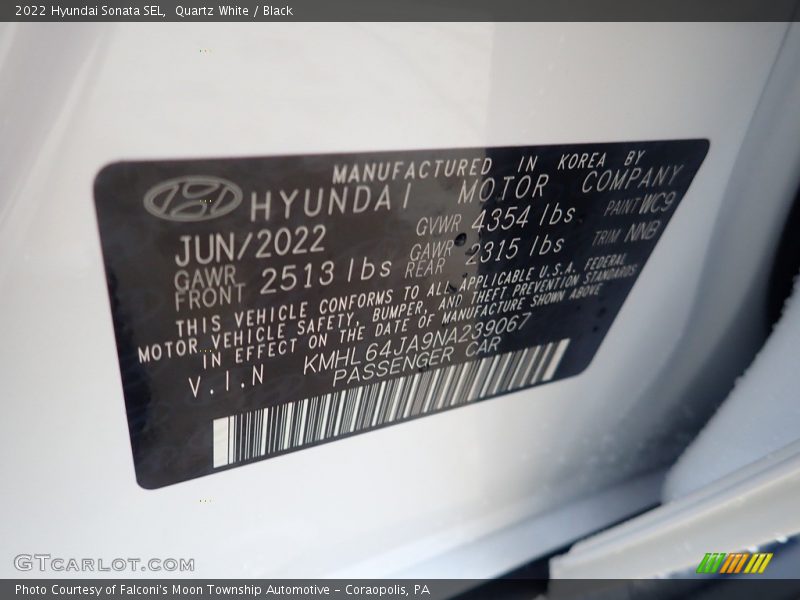 2022 Hyundai Sonata SEL, Quartz White / Black
MANUFACTURED IN KOREA BY
HYUNDAI MOTOR COMPANY
JUN/2022 GVWR 4354 lbs PAINT WC9
GAWR FRONT 2513 lbs GAWR REAR 2315 lbs TRIM NNB
THIS VEHICLE CONFORMS TO ALL APPLICABLE U.S.A. FEDERAL
MOTOR VEHICLE SAFETY, BUMPER, AND THEFT PREVENTION STANDARDS
IN EFFECT ON THE DATE OF MANUFACTURE SHOWN ABOVE
V.I.N KMHL64JA9NA239067
PASSENGER CAR
GTcarlot.com
Photo Courtesy of Falconi's Moon Township Automotive – Coraopolis, PA